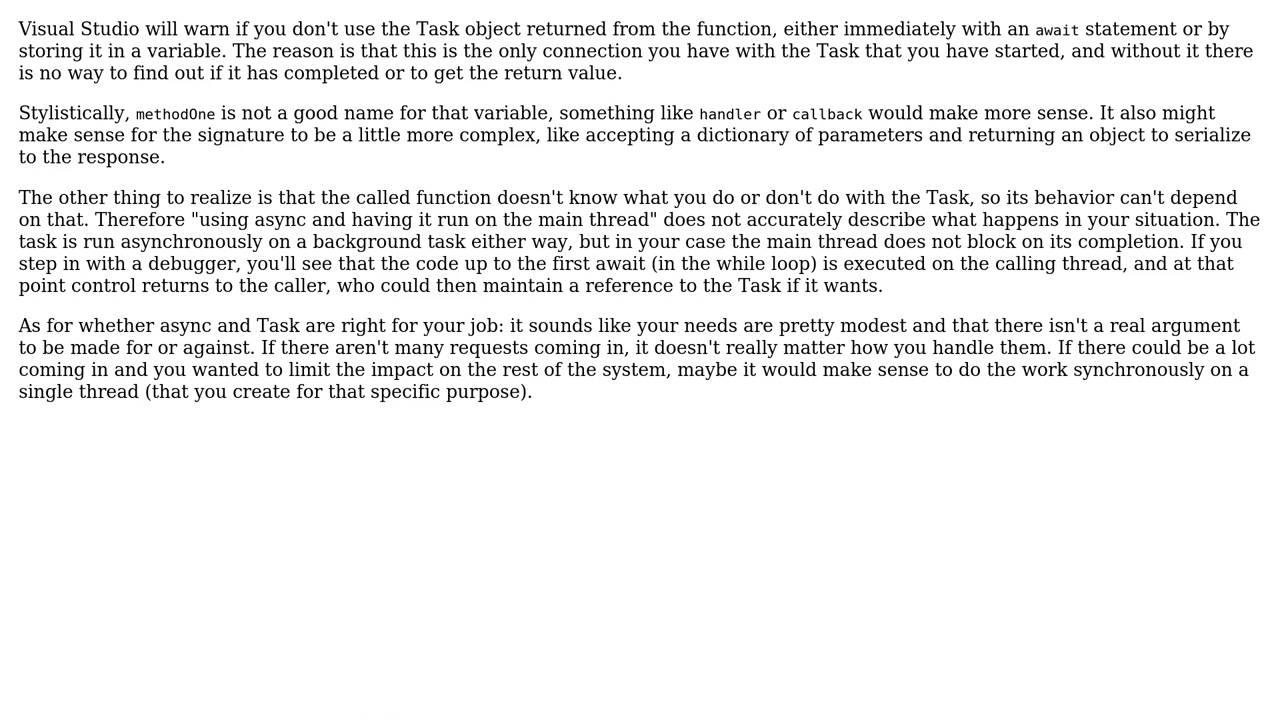 Visual Studio will warn if you don't use the Task object returned from the function, either immediately with an await statement or by
storing it in a variable. The reason is that this is the only connection you have with the Task that you have started, and without it there
is no way to find out if it has completed or to get the return value.
Stylistically, methodOne is not a good name for that variable, something like handler or callback would make more sense. It also might
make sense for the signature to be a little more complex, like accepting a dictionary of parameters and returning an object to serialize
to the response.
The other thing to realize is that the called function doesn't know what you do or don't do with the Task, so its behavior can't depend
on that. Therefore "using async and having it run on the main thread" does not accurately describe what happens in your situation. The
task is run asynchronously on a background task either way, but in your case the main thread does not block on its completion. If you
step in with a debugger, you'll see that the code up to the first await (in the while loop) is executed on the calling thread, and at that
point control returns to the caller, who could then maintain a reference to the Task if it wants.
As for whether async and Task are right for your job: it sounds like your needs are pretty modest and that there isn't a real argument
to be made for or against. If there aren't many requests coming in, it doesn't really matter how you handle them. If there could be a lot
coming in and you wanted to limit the impact on the rest of the system, maybe it would make sense to do the work synchronously on a
single thread (that you create for that specific purpose).